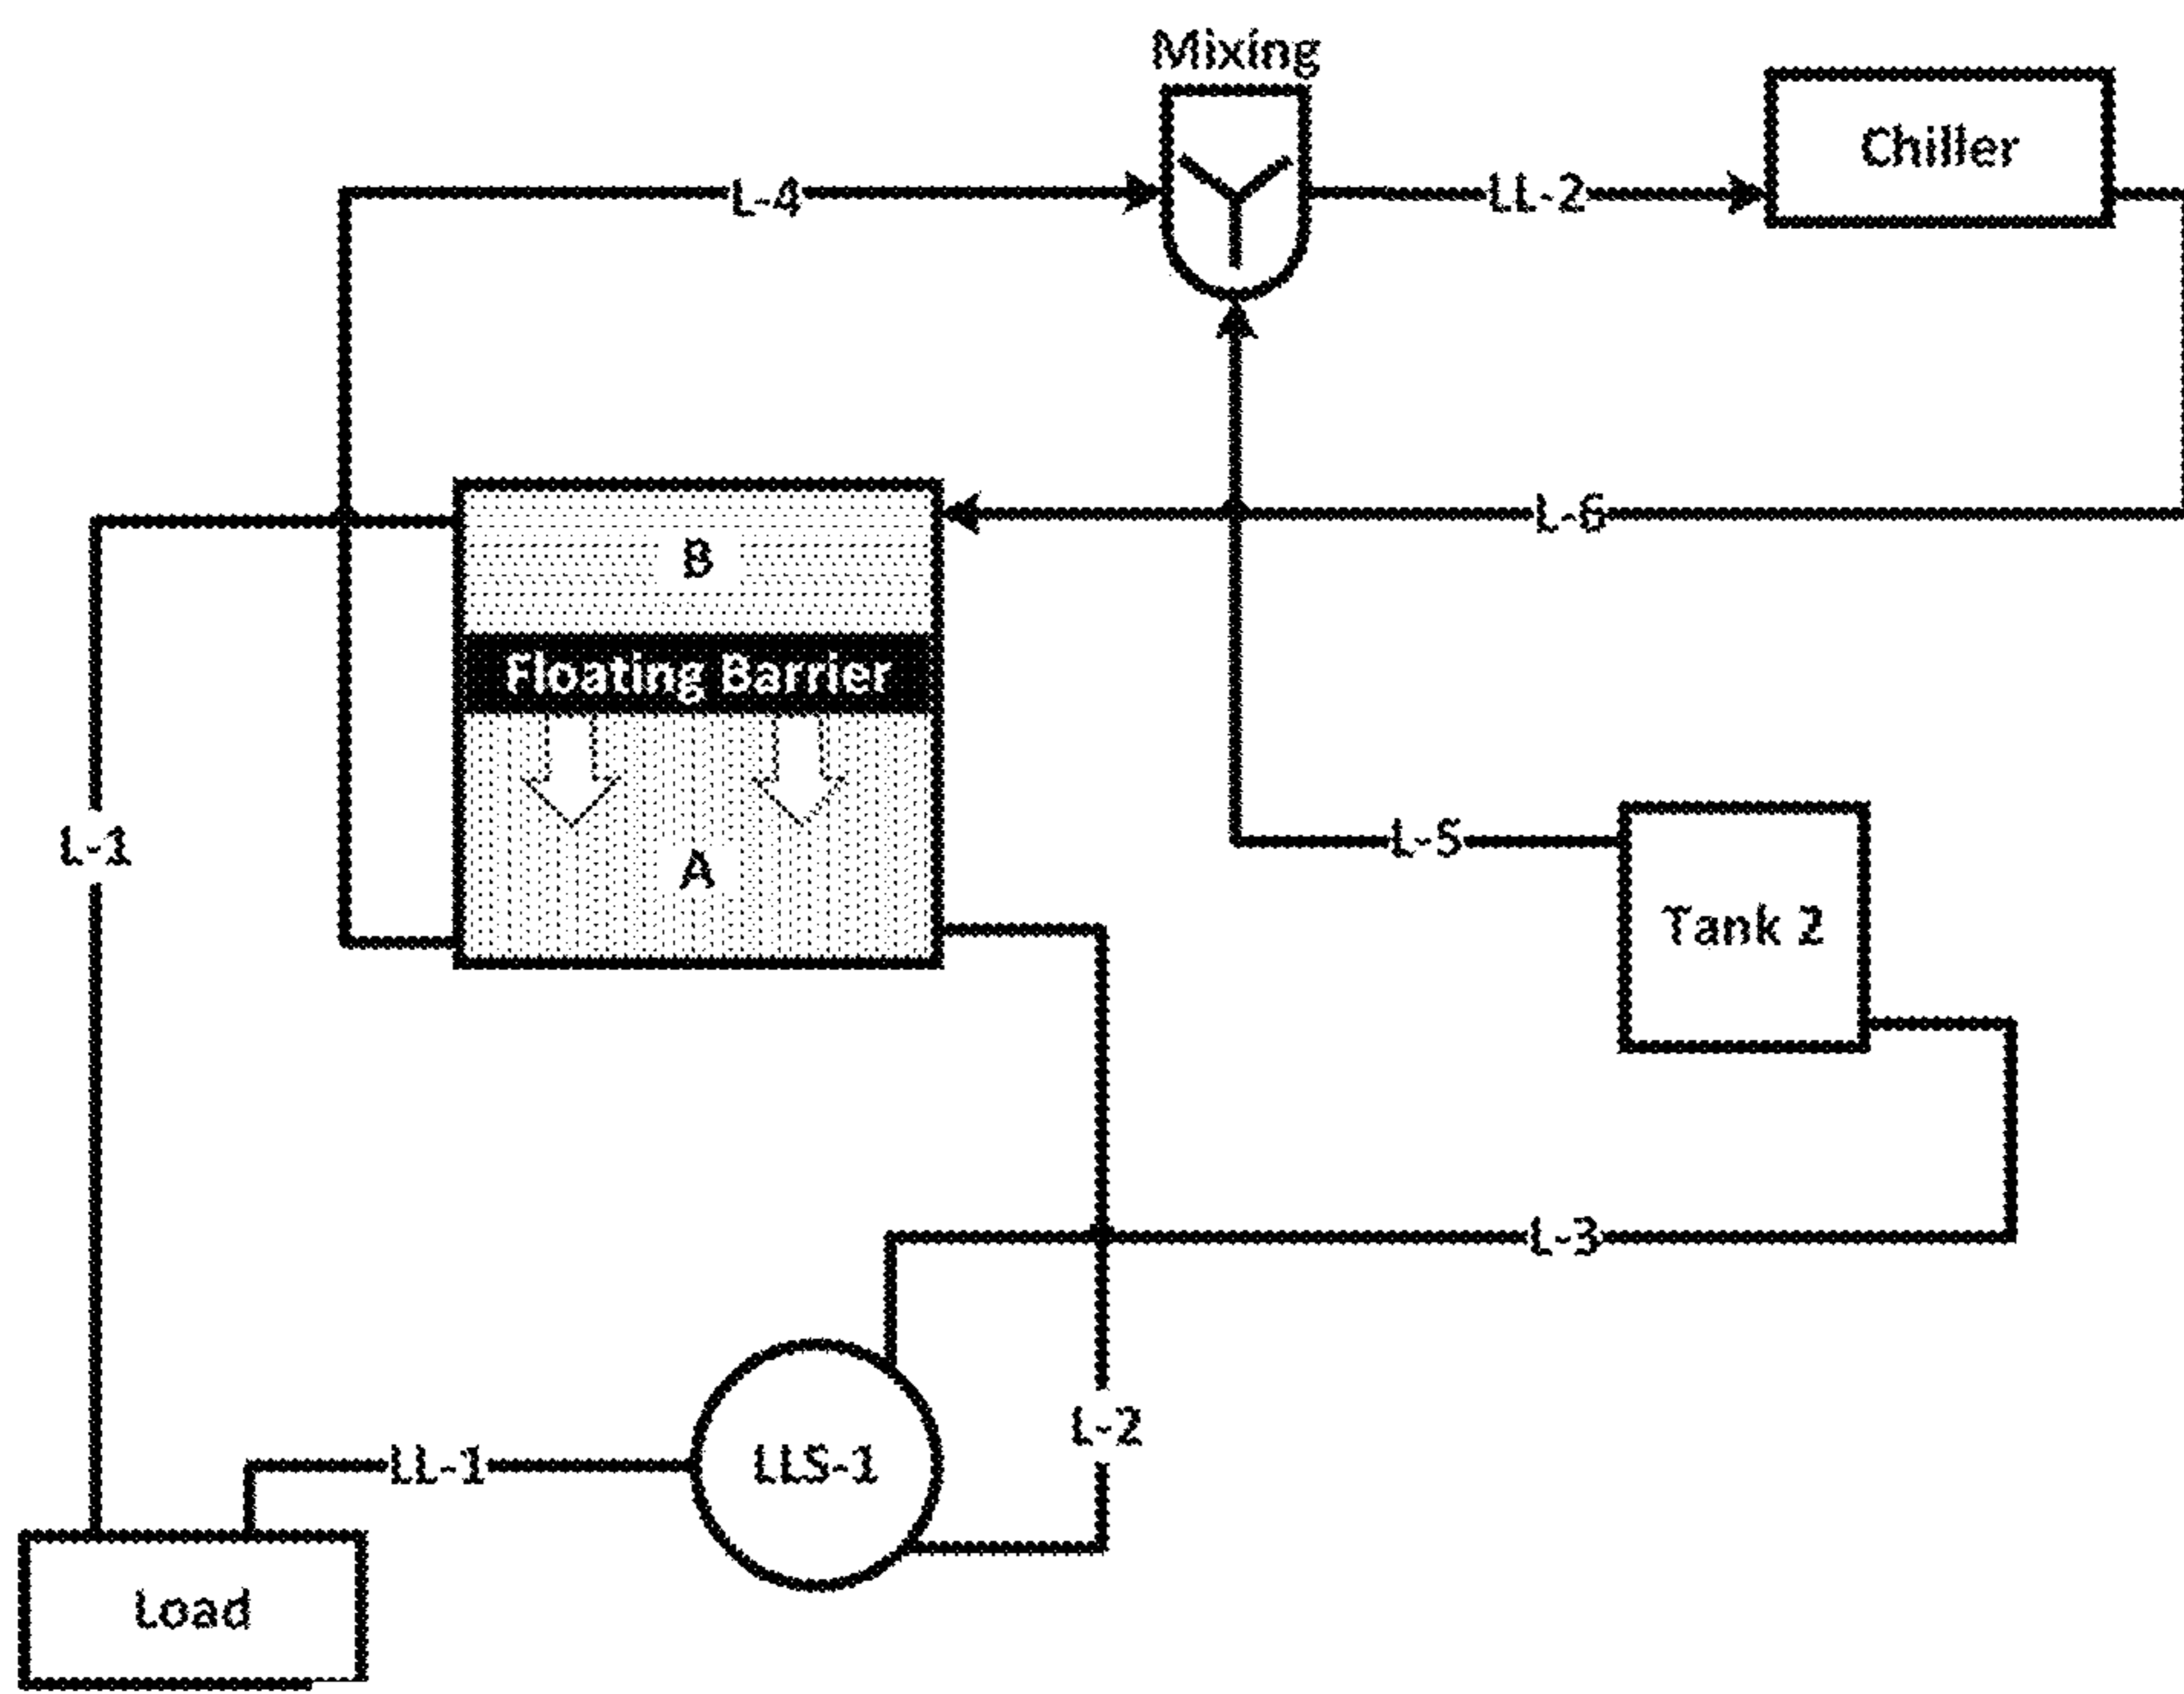 Mixing
Chiller
L-4
LL-2
L-6
B
Floating Barrier
L-1
L-5
A
Tank 2
L-3
L-2
LL-1
LLS-1
Load